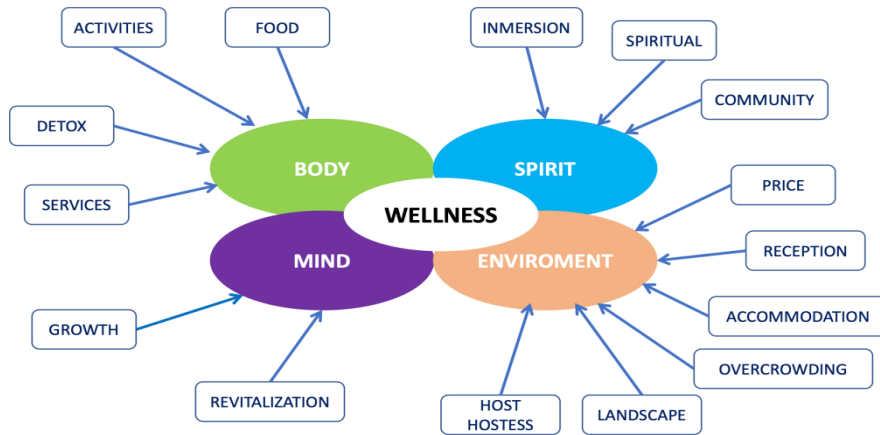 ACTIVITIES
FOOD
INMERSION
SPIRITUAL
DETOX
COMMUNITY
BODY
SPIRIT
PRICE
SERVICES
WELLNESS
RECEPTION
MIND
ENVIROMENT
GROWTH
ACCOMMODATION
OVERCROWDING
REVITALIZATION
HOST
HOSTESS
LANDSCAPE